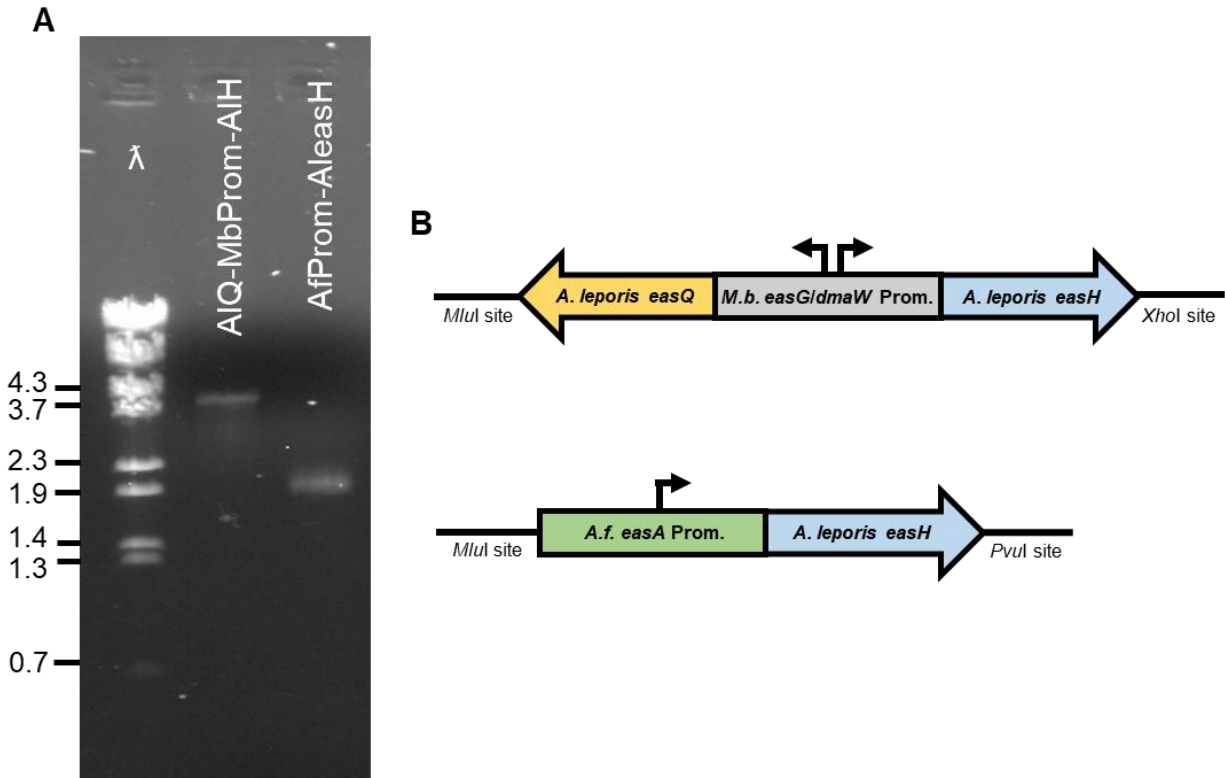 A
λ
AlQ-MbProm-AlH
AfProm-AleasH
4.3
3.7
2.3
1.9
1.4
1.3
0.7
B
A. leporis easQ
M.b. easG/dmaW Prom.
A. leporis easH
MluI site
XhoI site
A.f. easA Prom.
A. leporis easH
MluI site
PvuI site